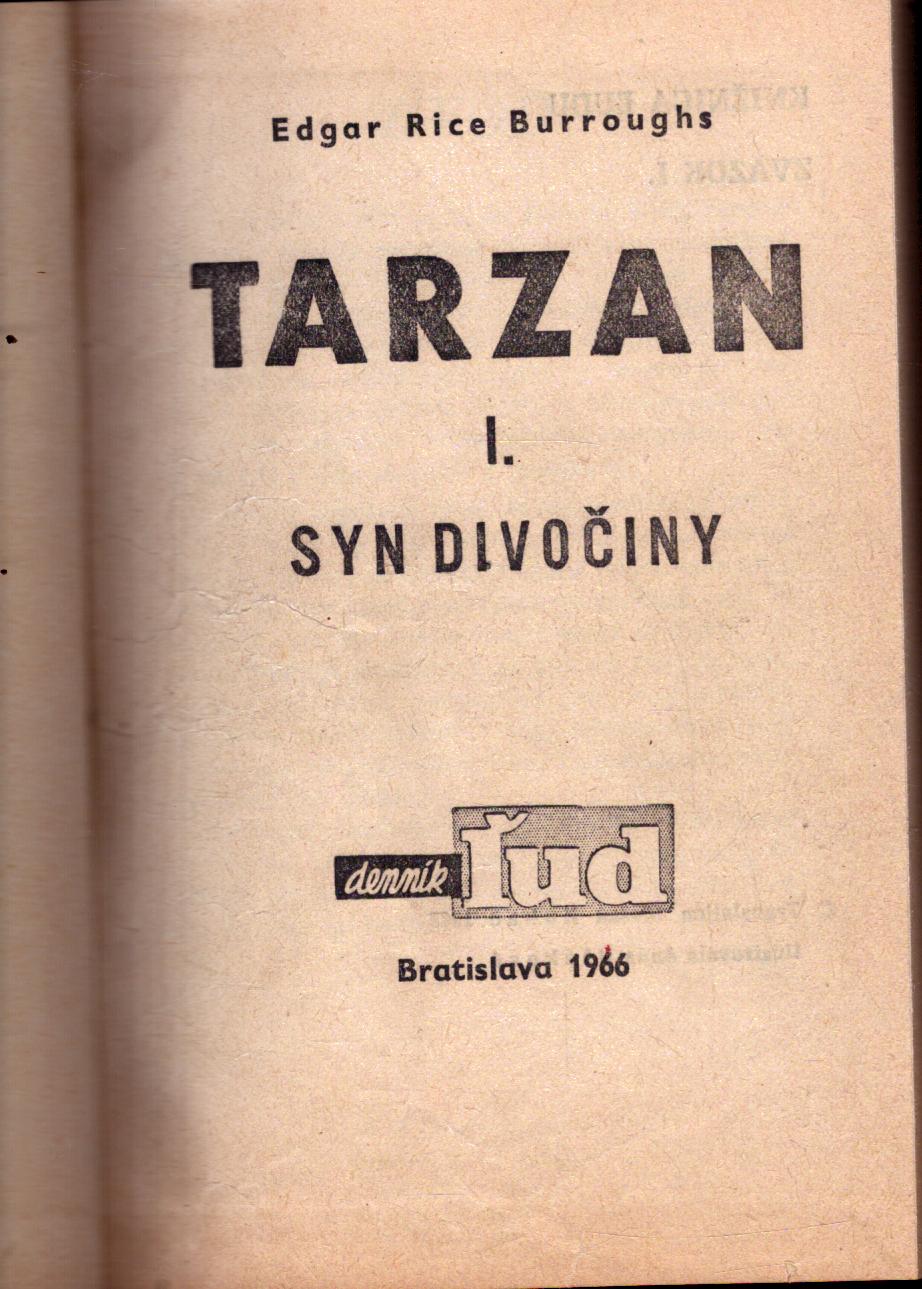 Edgar Rice Burroughs
TARZAN
I.
SYN DIVOČINY
denník Ľud
Bratislava 1966